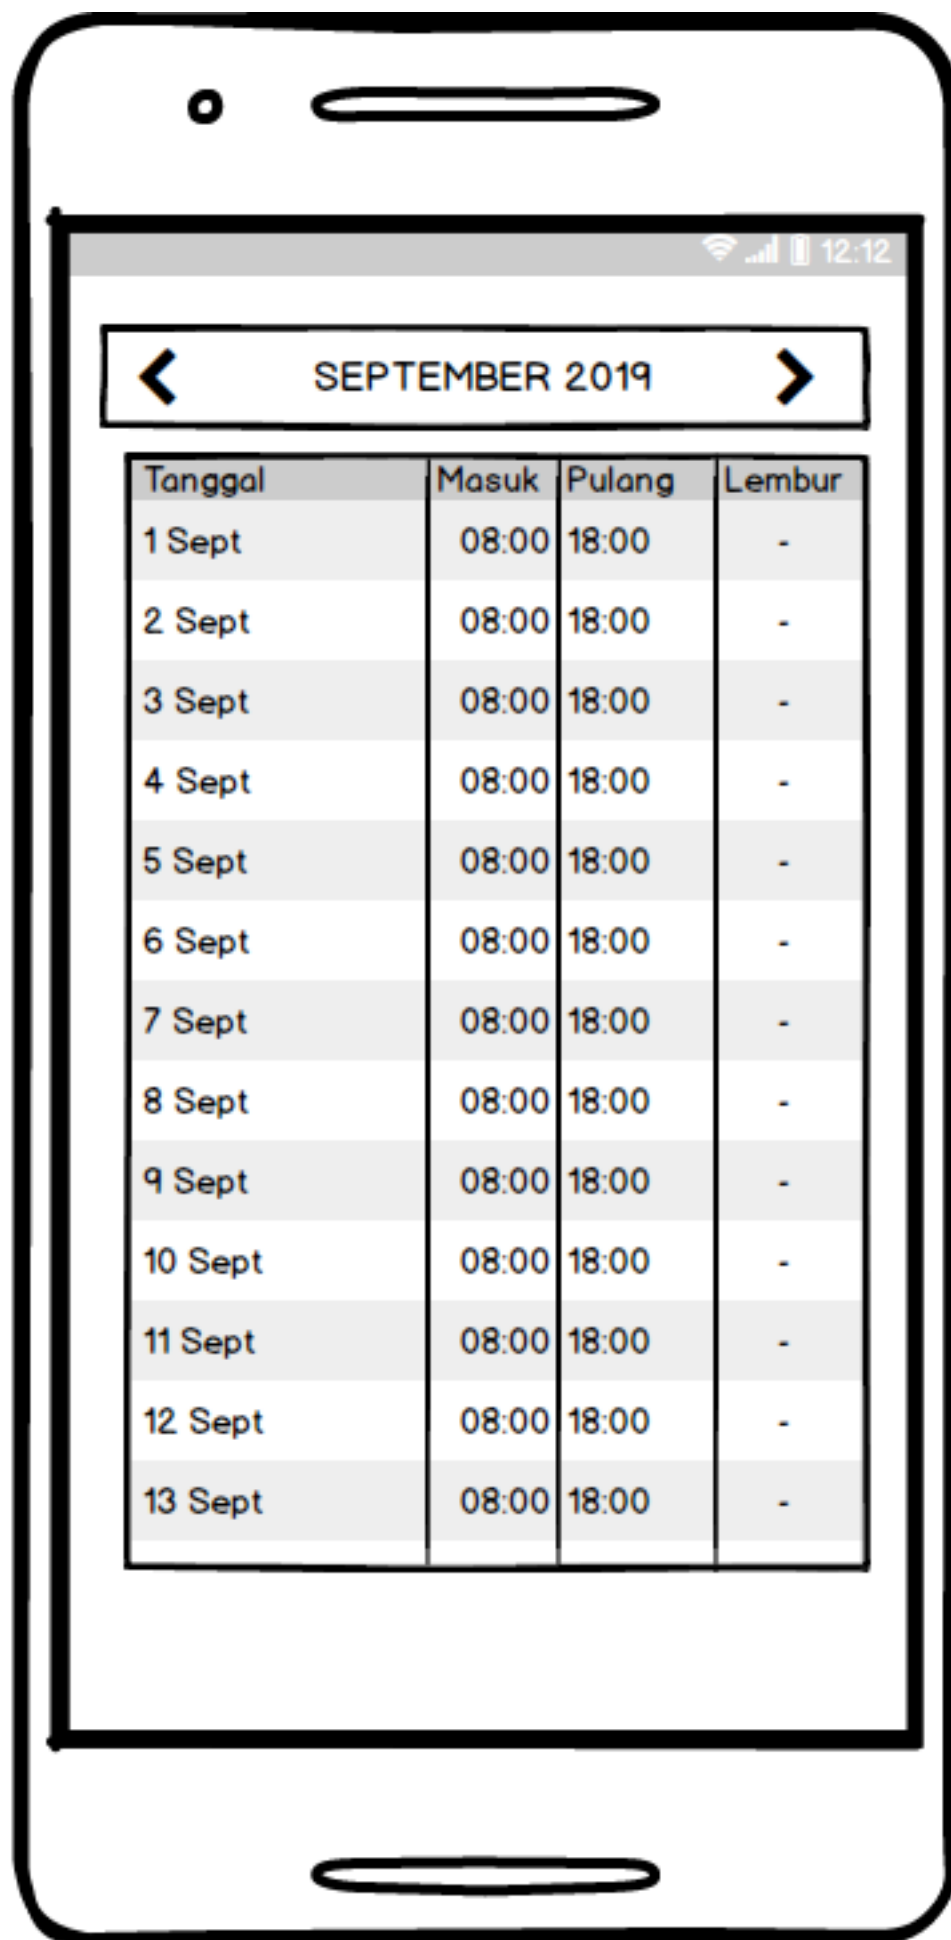 12:12
SEPTEMBER 2019
Tanggal Masuk Pulang Lembur
1 Sept 08:00 18:00 -
2 Sept 08:00 18:00 -
3 Sept 08:00 18:00 -
4 Sept 08:00 18:00 -
5 Sept 08:00 18:00 -
6 Sept 08:00 18:00 -
7 Sept 08:00 18:00 -
8 Sept 08:00 18:00 -
9 Sept 08:00 18:00 -
10 Sept 08:00 18:00 -
11 Sept 08:00 18:00 -
12 Sept 08:00 18:00 -
13 Sept 08:00 18:00 -